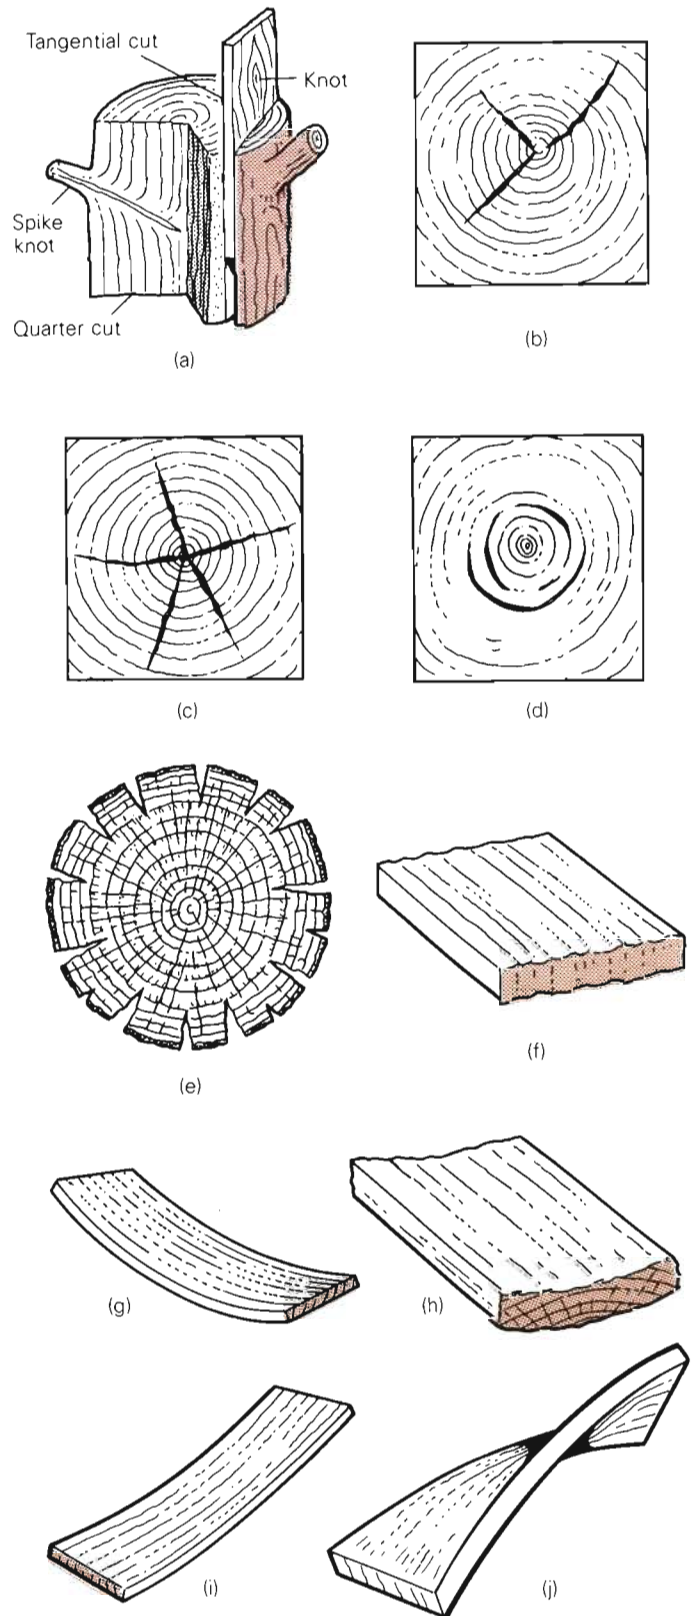 Tangential cut
Knot
Spike
knot
Quarter cut
(a)
(b)
(c)
(d)
(e)
(f)
(g)
(h)
(i)
(j)